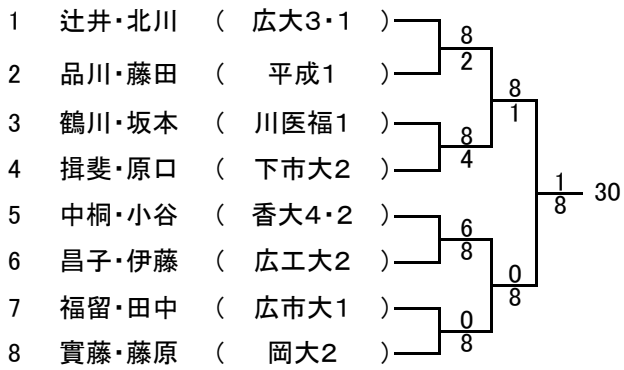 1 辻井・北川 ( 広大3・1 )
8
2
2 品川・藤田 ( 平成1 )
8
1
3 鶴川・坂本 ( 川医福1 )
8
4
4 揖斐・原口 ( 下市大2 )
1
8
30
5 中桐・小谷 ( 香大4・2 )
6
8
6 昌子・伊藤 ( 広工大2 )
0
8
7 福留・田中 ( 広市大1 )
0
8
8 實藤・藤原 ( 岡大2 )